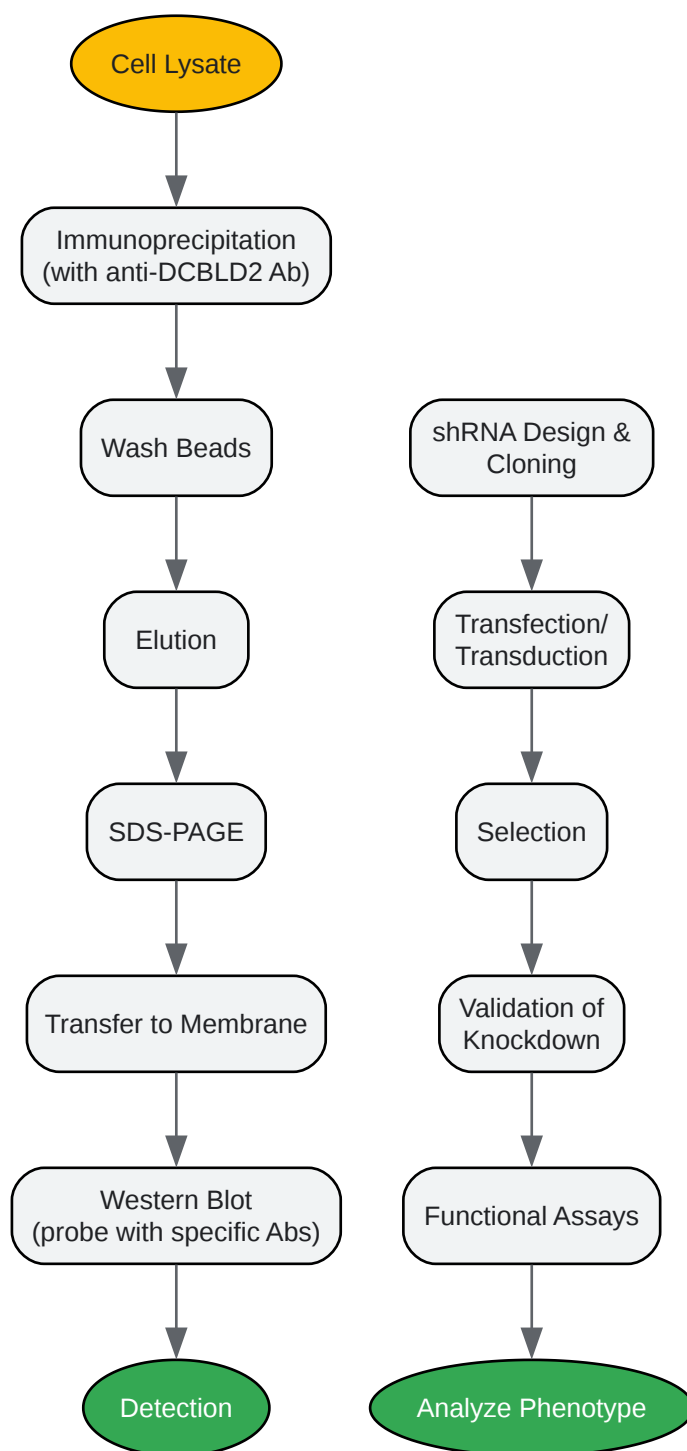 Cell Lysate
Immunoprecipitation
(with anti-DCBLD2 Ab)
Wash Beads
Elution
SDS-PAGE
Transfer to Membrane
Western Blot
(probe with specific Abs)
Detection
shRNA Design &
Cloning
Transfection/
Transduction
Selection
Validation of
Knockdown
Functional Assays
Analyze Phenotype